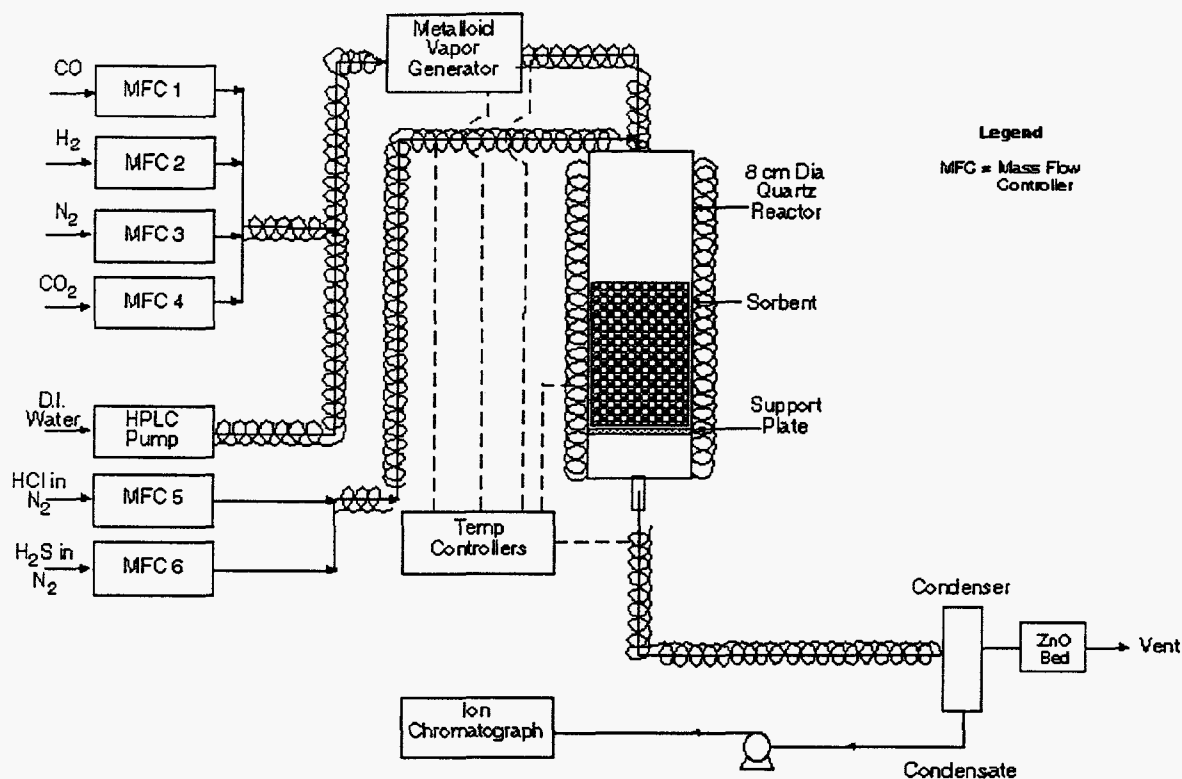 Metalloid
Vapor
Generator
CO
MFC 1
H₂
MFC 2
N₂
MFC 3
CO₂
MFC 4
D.I.
Water
HPLC
Pump
HCl in
N₂
MFC 5
H₂S in
N₂
MFC 6
Legend
MFC = Mass Flow
Controller
8 cm Dia
Quartz
Reactor
Sorbent
Support
Plate
Temp
Controllers
Condenser
ZnO
Bed
Vent
Ion
Chromatograph
Condensate